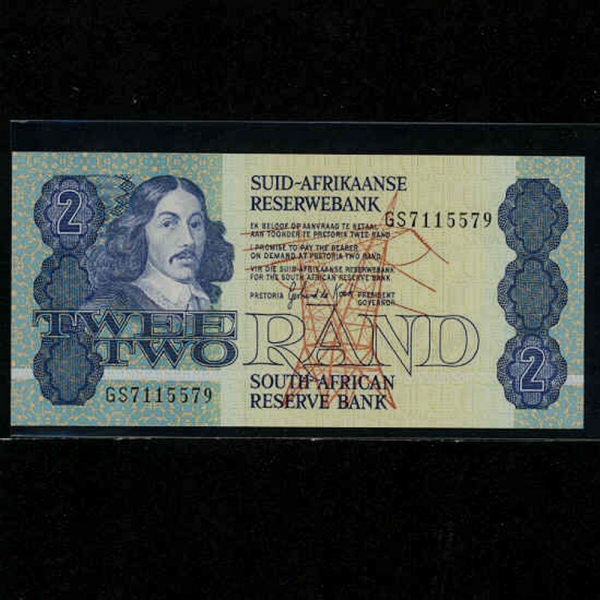 2
SUID-AFRIKAANSE
RESERWEBANK
GS7115579
EK BELOOF OP AANVRAAG TE BETAAL
AAN TOONDER TE PRETORIA TWEE RAND
I PROMISE TO PAY THE BEARER
ON DEMAND AT PRETORIA TWO RAND
VIR DIE SUID-AFRIKAANSE RESERWEBANK
FOR THE SOUTH AFRICAN RESERVE BANK
PRETORIA PRESIDENT
GOVERNOR
TWEE
TWO RAND
2
GS7115579
SOUTH AFRICAN
RESERVE BANK